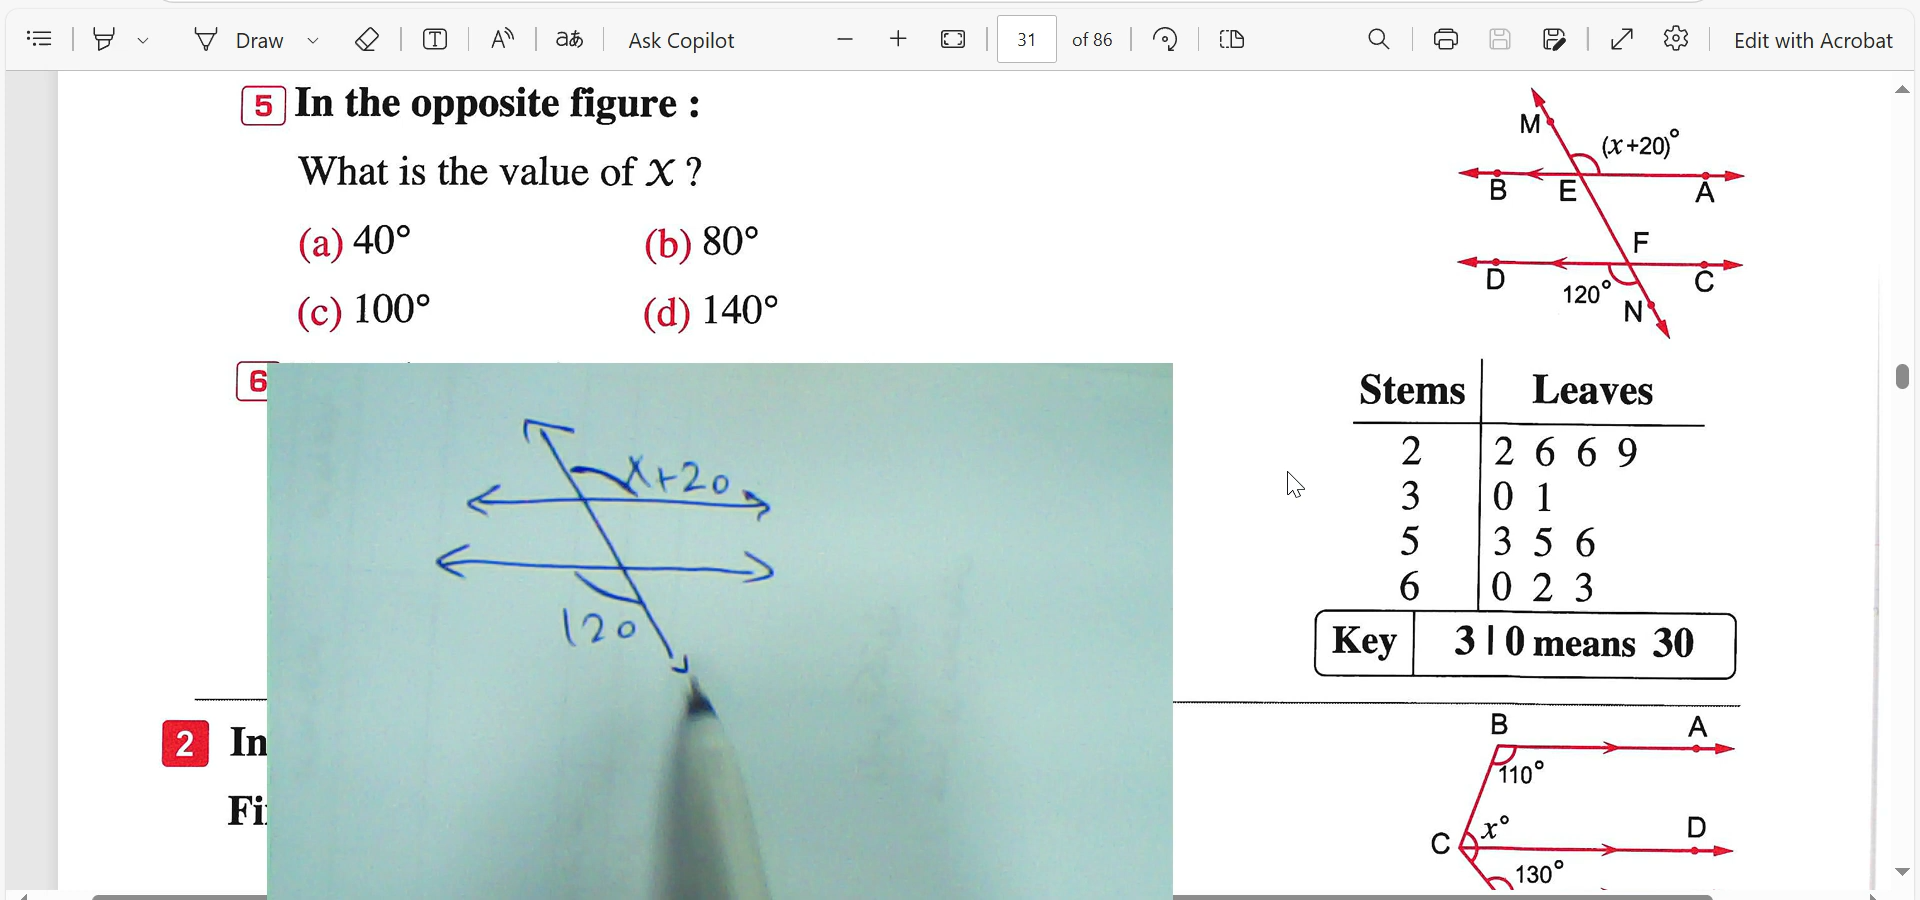 Draw
Ask Copilot
31 of 86
Edit with Acrobat
5 In the opposite figure :
What is the value of x ?
(a) 40° (b) 80°
(c) 100° (d) 140°
M
(x+20)°
B E A
F
D C
120°
N
6
x+20
120
Stems Leaves
2 2 6 6 9
3 0 1
5 3 5 6
6 0 2 3
Key 3 | 0 means 30
2 In
B A
110°
Fi
x° D
C
130°